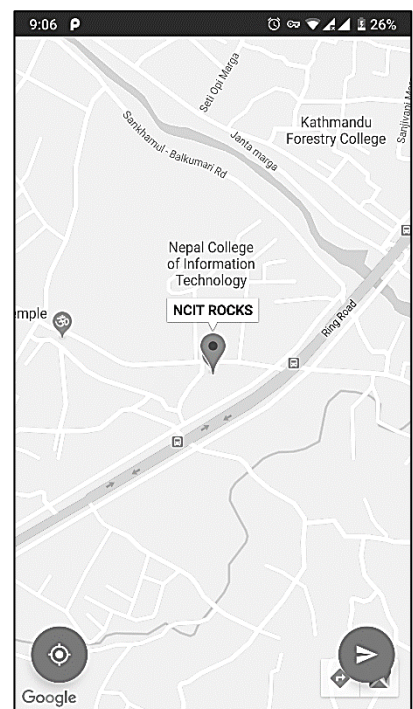 9:06
26%
Seti Opi Marga
Kathmandu
Forestry College
Sankhamul - Balkumari Rd
Janta marga
Sanjivani
Nepal College
of Information
Technology
NCIT ROCKS
emple
Ring Road
Google